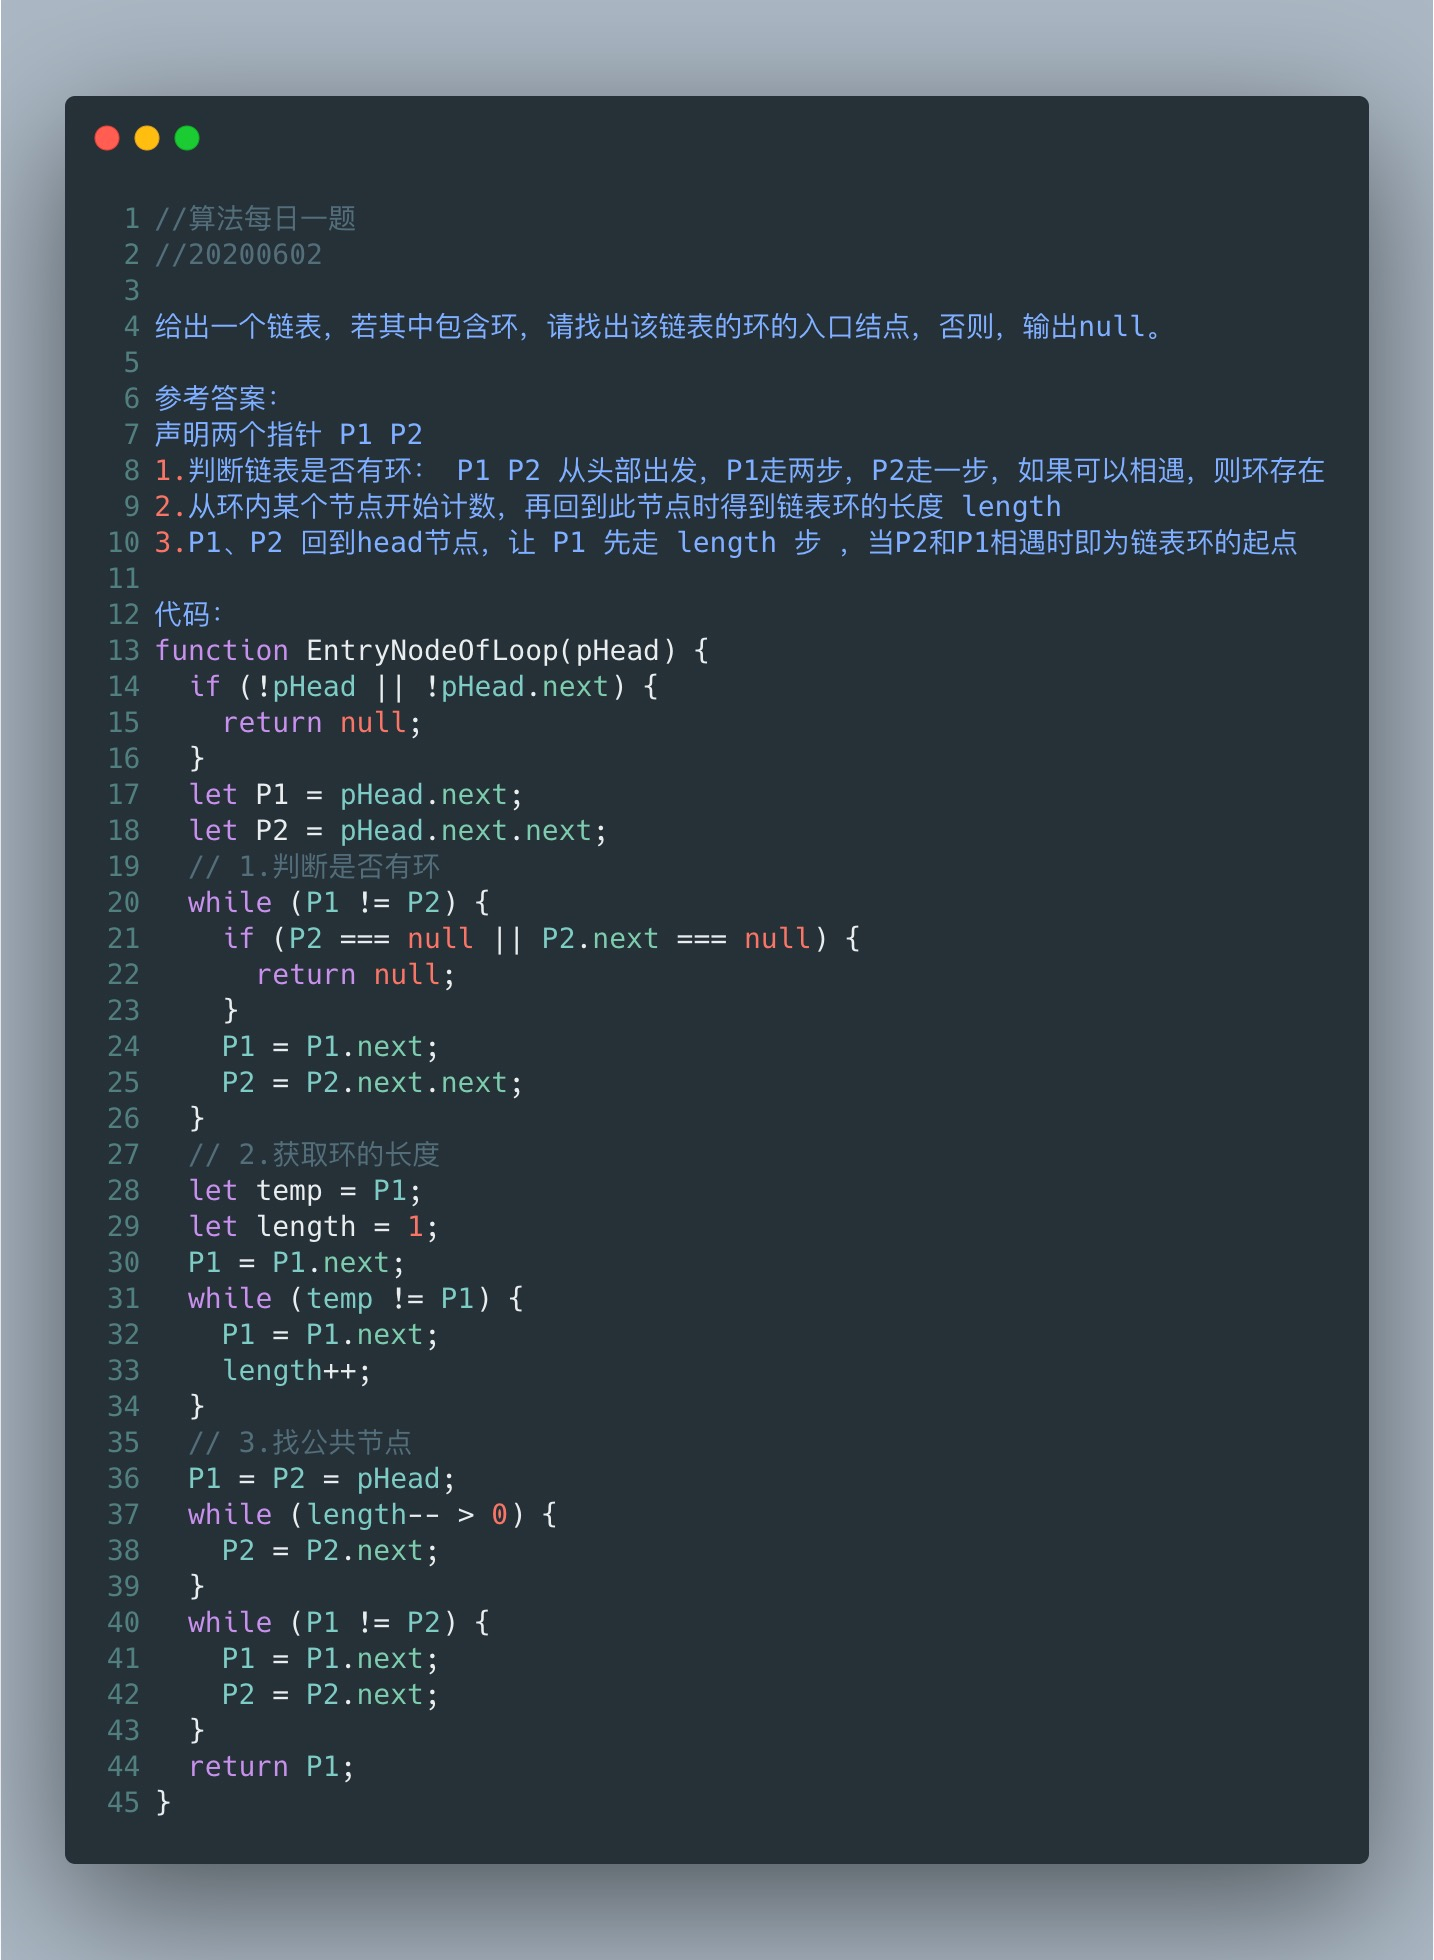 1 //算法每日一题
2 //20200602
3
4 给出一个链表，若其中包含环，请找出该链表的环的入口结点，否则，输出null。
5
6 参考答案：
7 声明两个指针 P1 P2
8 1.判断链表是否有环： P1 P2 从头部出发，P1走两步，P2走一步，如果可以相遇，则环存在
9 2.从环内某个节点开始计数，再回到此节点时得到链表环的长度 length
10 3.P1、P2 回到head节点，让 P1 先走 length 步 ，当P2和P1相遇时即为链表环的起点
11
12 代码：
13 function EntryNodeOfLoop(pHead) {
14   if (!pHead || !pHead.next) {
15     return null;
16   }
17   let P1 = pHead.next;
18   let P2 = pHead.next.next;
19   // 1.判断是否有环
20   while (P1 != P2) {
21     if (P2 === null || P2.next === null) {
22       return null;
23     }
24     P1 = P1.next;
25     P2 = P2.next.next;
26   }
27   // 2.获取环的长度
28   let temp = P1;
29   let length = 1;
30   P1 = P1.next;
31   while (temp != P1) {
32     P1 = P1.next;
33     length++;
34   }
35   // 3.找公共节点
36   P1 = P2 = pHead;
37   while (length-- > 0) {
38     P2 = P2.next;
39   }
40   while (P1 != P2) {
41     P1 = P1.next;
42     P2 = P2.next;
43   }
44   return P1;
45 }